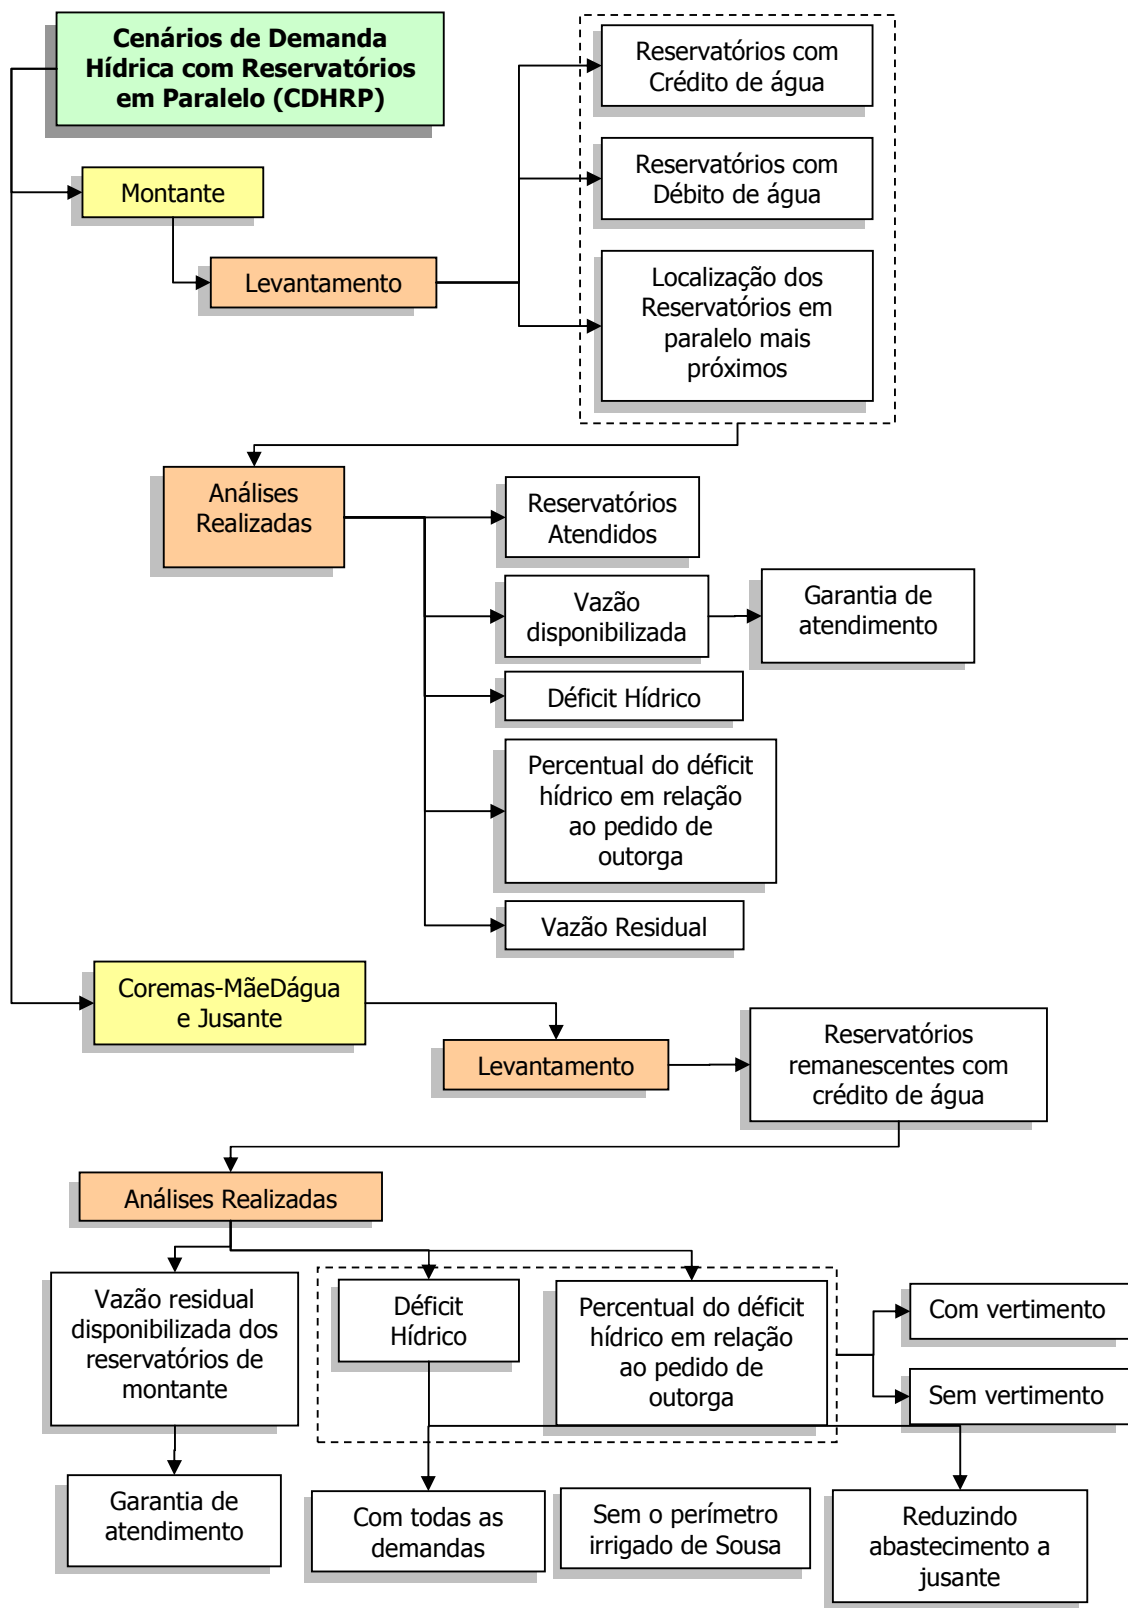 Cenários de Demanda
Hídrica com Reservatórios
em Paralelo (CDHRP)
Reservatórios com
Crédito de água
Reservatórios com
Débito de água
Montante
Levantamento
Localização dos
Reservatórios em
paralelo mais
próximos
Análises
Realizadas
Reservatórios
Atendidos
Vazão
disponibilizada
Garantia de
atendimento
Déficit Hídrico
Percentual do déficit
hídrico em relação
ao pedido de
outorga
Vazão Residual
Coremas-MãeDágua
e Jusante
Levantamento
Reservatórios
remanescentes com
crédito de água
Análises Realizadas
Vazão residual
disponibilizada dos
reservatórios de
montante
Déficit
Hídrico
Percentual do déficit
hídrico em relação
ao pedido de
outorga
Com vertimento
Sem vertimento
Garantia de
atendimento
Com todas as
demandas
Sem o perímetro
irrigado de Sousa
Reduzindo
abastecimento a
jusante